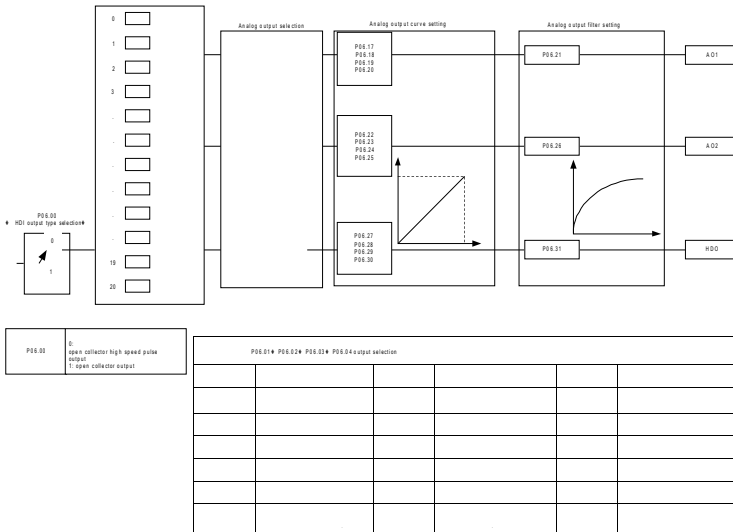 0
1
2
3
.
.
.
.
.
.
19
20
Analog output selection
Analog output curve setting
Analog output filter setting
P06.17
P06.18
P06.19
P06.20
P06.21
AO1
P06.22
P06.23
P06.24
P06.25
P06.26
AO2
P06.27
P06.28
P06.29
P06.30
P06.31
HDO
P06.00
HDI output type selection
0
1
P06.00
0:
open collector high speed pulse
output
1: open collector output
P06.01 P06.02 P06.03 P06.04 output selection